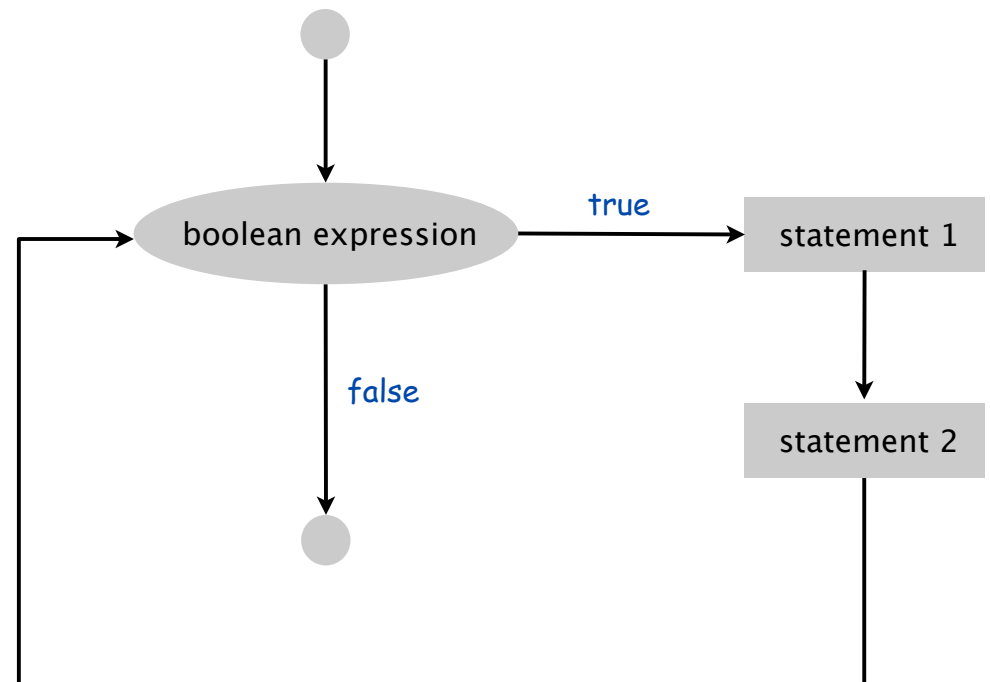 boolean expression
true
statement 1
false
statement 2